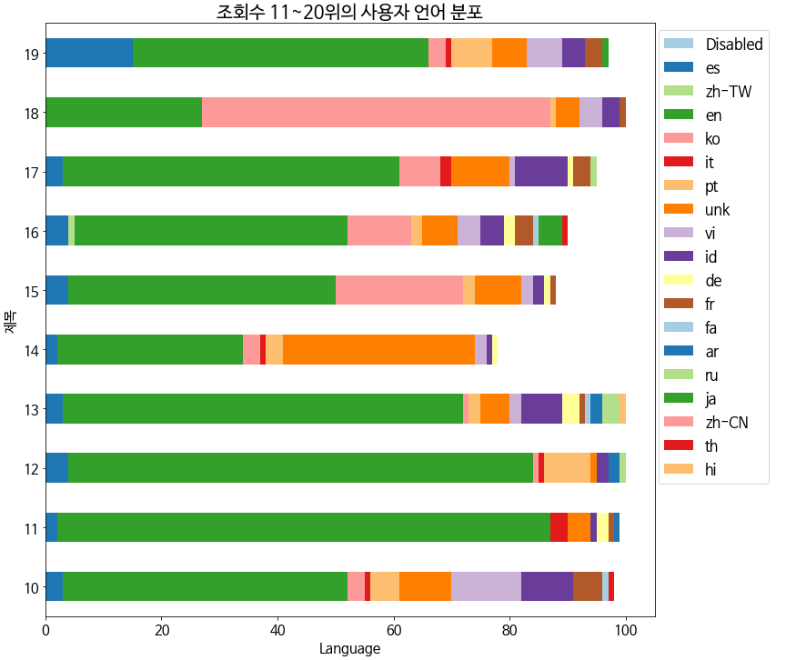 조회수 11~20위의 사용자 언어 분포
제목
19
18
17
16
15
14
13
12
11
10
0 20 40 60 80 100
Language
Disabled
es
zh-TW
en
ko
it
pt
unk
vi
id
de
fr
fa
ar
ru
ja
zh-CN
th
hi